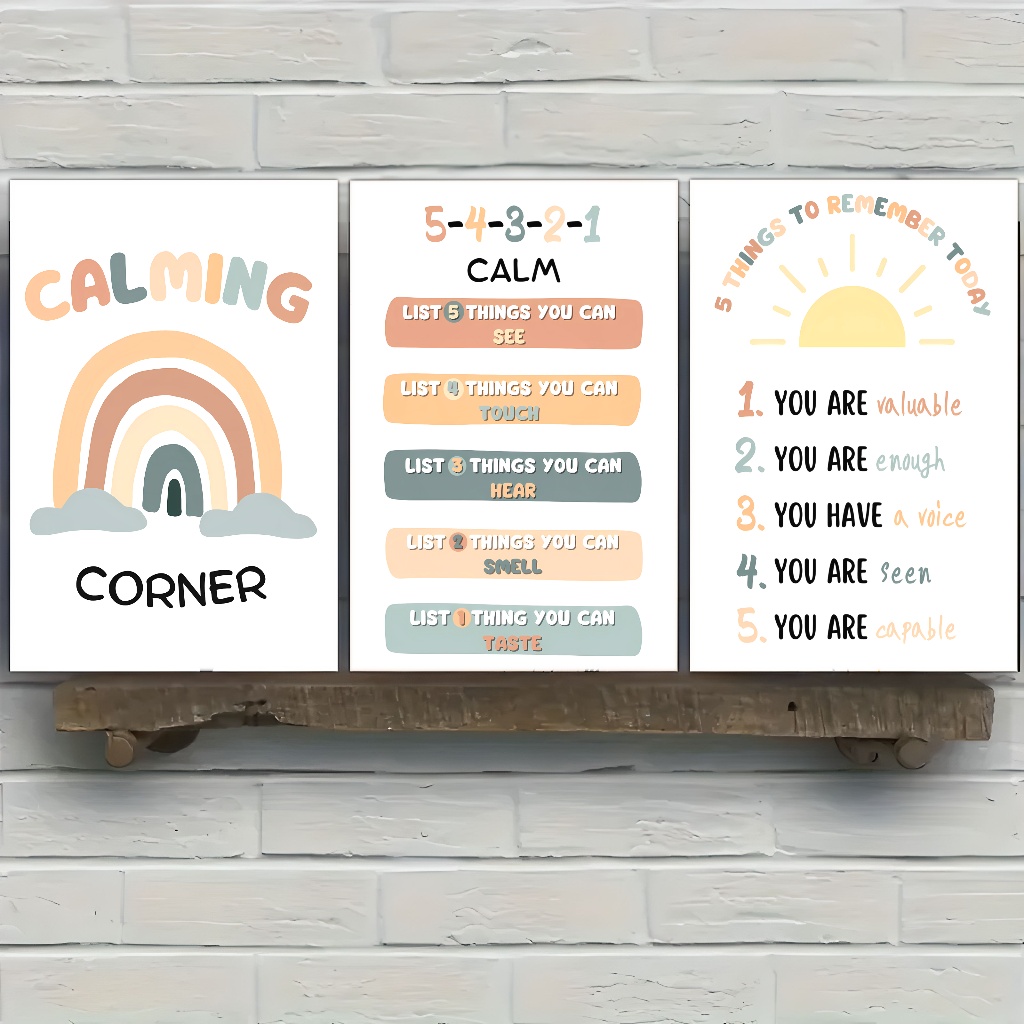 CALMING
CORNER
5-4-3-2-1
CALM
LIST 5 THINGS YOU CAN
SEE
LIST 4 THINGS YOU CAN
TOUCH
LIST 3 THINGS YOU CAN
HEAR
LIST 2 THINGS YOU CAN
SMELL
LIST 1 THING YOU CAN
TASTE
5 THINGS TO REMEMBER TODAY
1. YOU ARE valuable
2. YOU ARE enough
3. YOU HAVE a voice
4. YOU ARE seen
5. YOU ARE capable